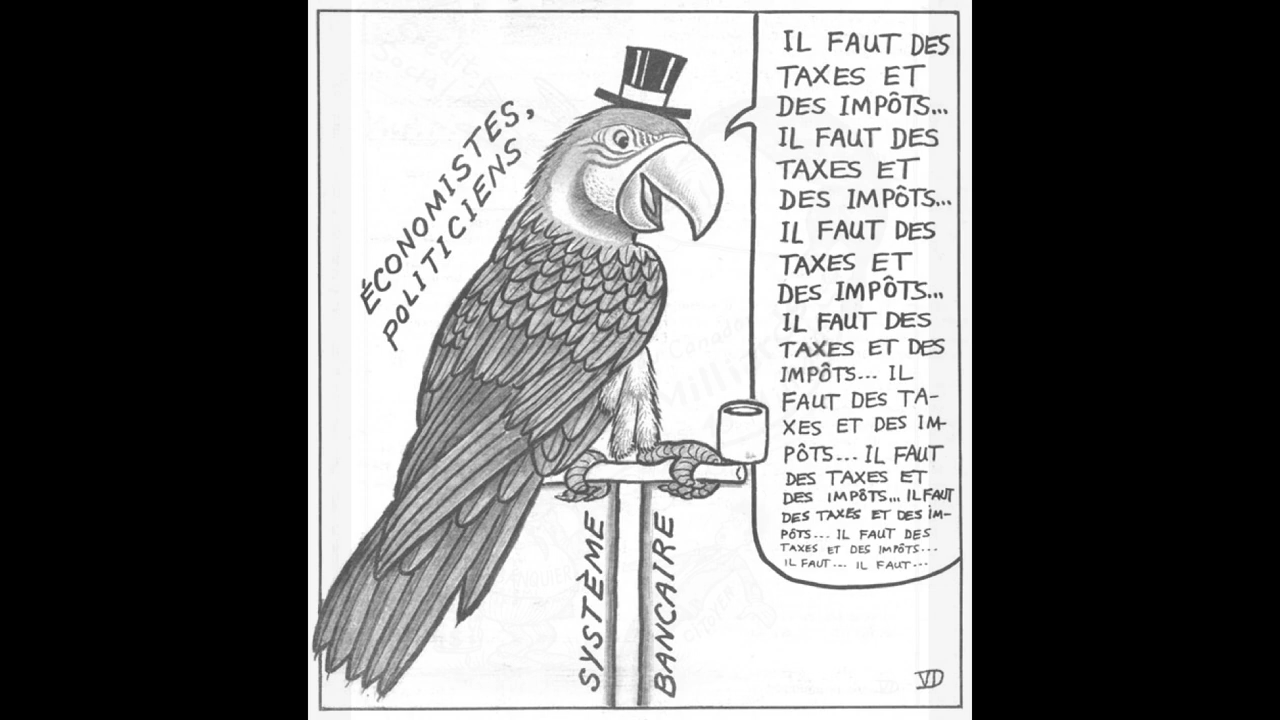 ÉCONOMISTES,
POLITICIENS
IL FAUT DES
TAXES ET
DES IMPÔTS...
IL FAUT DES
TAXES ET
DES IMPÔTS...
IL FAUT DES
TAXES ET
DES IMPÔTS...
IL FAUT DES
TAXES ET DES
IMPÔTS... IL
FAUT DES TA-
XES ET DES IM-
PÔTS... IL FAUT
DES TAXES ET
DES IMPÔTS... IL FAUT
DES TAXES ET DES IM-
PÔTS... IL FAUT DES
TAXES ET DES IMPÔTS...
IL FAUT... IL FAUT...
SYSTÈME
BANCAIRE
VD